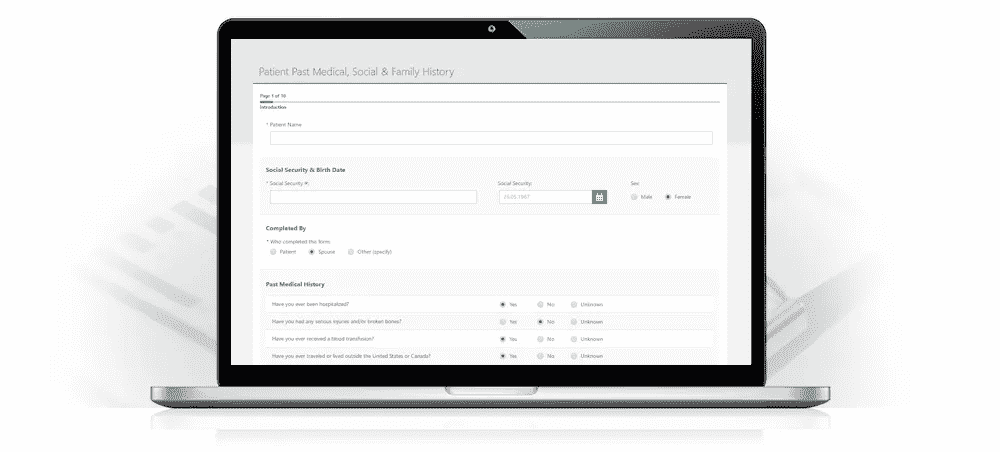 Patient Past Medical, Social & Family History
Page 1 of 16
Introduction
* Patient Name
Social Security & Birth Date
* Social Security #: Social Security: Sex:
Male Female
Completed By
* Who completed this form:
Patient Spouse Other (specify)
Past Medical History
Have you ever been hospitalized? Yes No Unknown
Have you had any serious injuries and/or broken bones? Yes No Unknown
Have you ever received a blood transfusion? Yes No Unknown
Have you ever traveled or lived outside the United States or Canada? Yes No Unknown